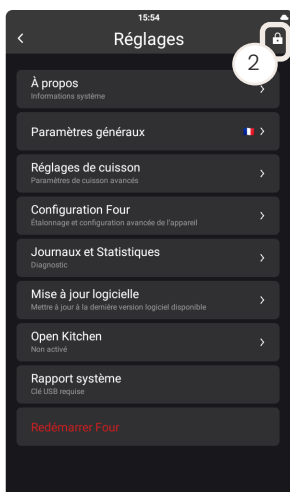 15:54
Réglages
2
À propos
Informations système
Paramètres généraux
Réglages de cuisson
Paramètres de cuisson avancés
Configuration Four
Étalonnage et configuration avancée de l'appareil
Journaux et Statistiques
Diagnostic
Mise à jour logicielle
Mettre à jour à la dernière version logiciel disponible
Open Kitchen
Non activé
Rapport système
Clé USB requise
Redémarrer Four